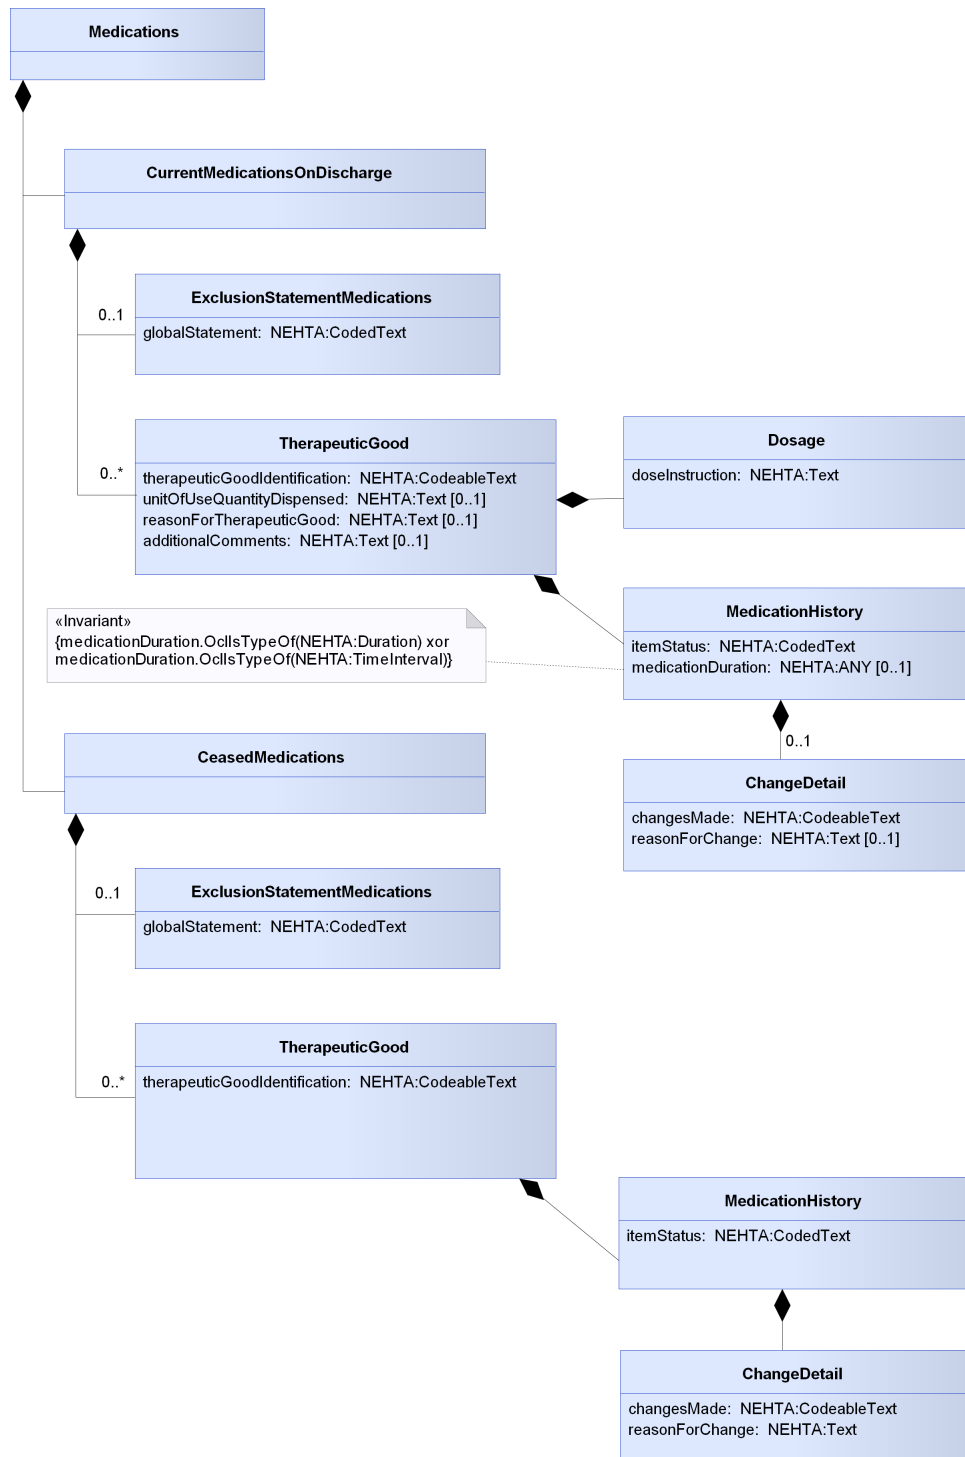 Medications
CurrentMedicationsOnDischarge
0..1
ExclusionStatementMedications
globalStatement:  NEHTA:CodedText
0..*
TherapeuticGood
therapeuticGoodIdentification:  NEHTA:CodeableText
unitOfUseQuantityDispensed:  NEHTA:Text [0..1]
reasonForTherapeuticGood:  NEHTA:Text [0..1]
additionalComments:  NEHTA:Text [0..1]
Dosage
doseInstruction:  NEHTA:Text
«Invariant»
{medicationDuration.OclIsTypeOf(NEHTA:Duration) xor
medicationDuration.OclIsTypeOf(NEHTA:TimeInterval)}
MedicationHistory
itemStatus:  NEHTA:CodedText
medicationDuration:  NEHTA:ANY [0..1]
0..1
ChangeDetail
changesMade:  NEHTA:CodeableText
reasonForChange:  NEHTA:Text [0..1]
CeasedMedications
0..1
ExclusionStatementMedications
globalStatement:  NEHTA:CodedText
0..*
TherapeuticGood
therapeuticGoodIdentification:  NEHTA:CodeableText
MedicationHistory
itemStatus:  NEHTA:CodedText
ChangeDetail
changesMade:  NEHTA:CodeableText
reasonForChange:  NEHTA:Text